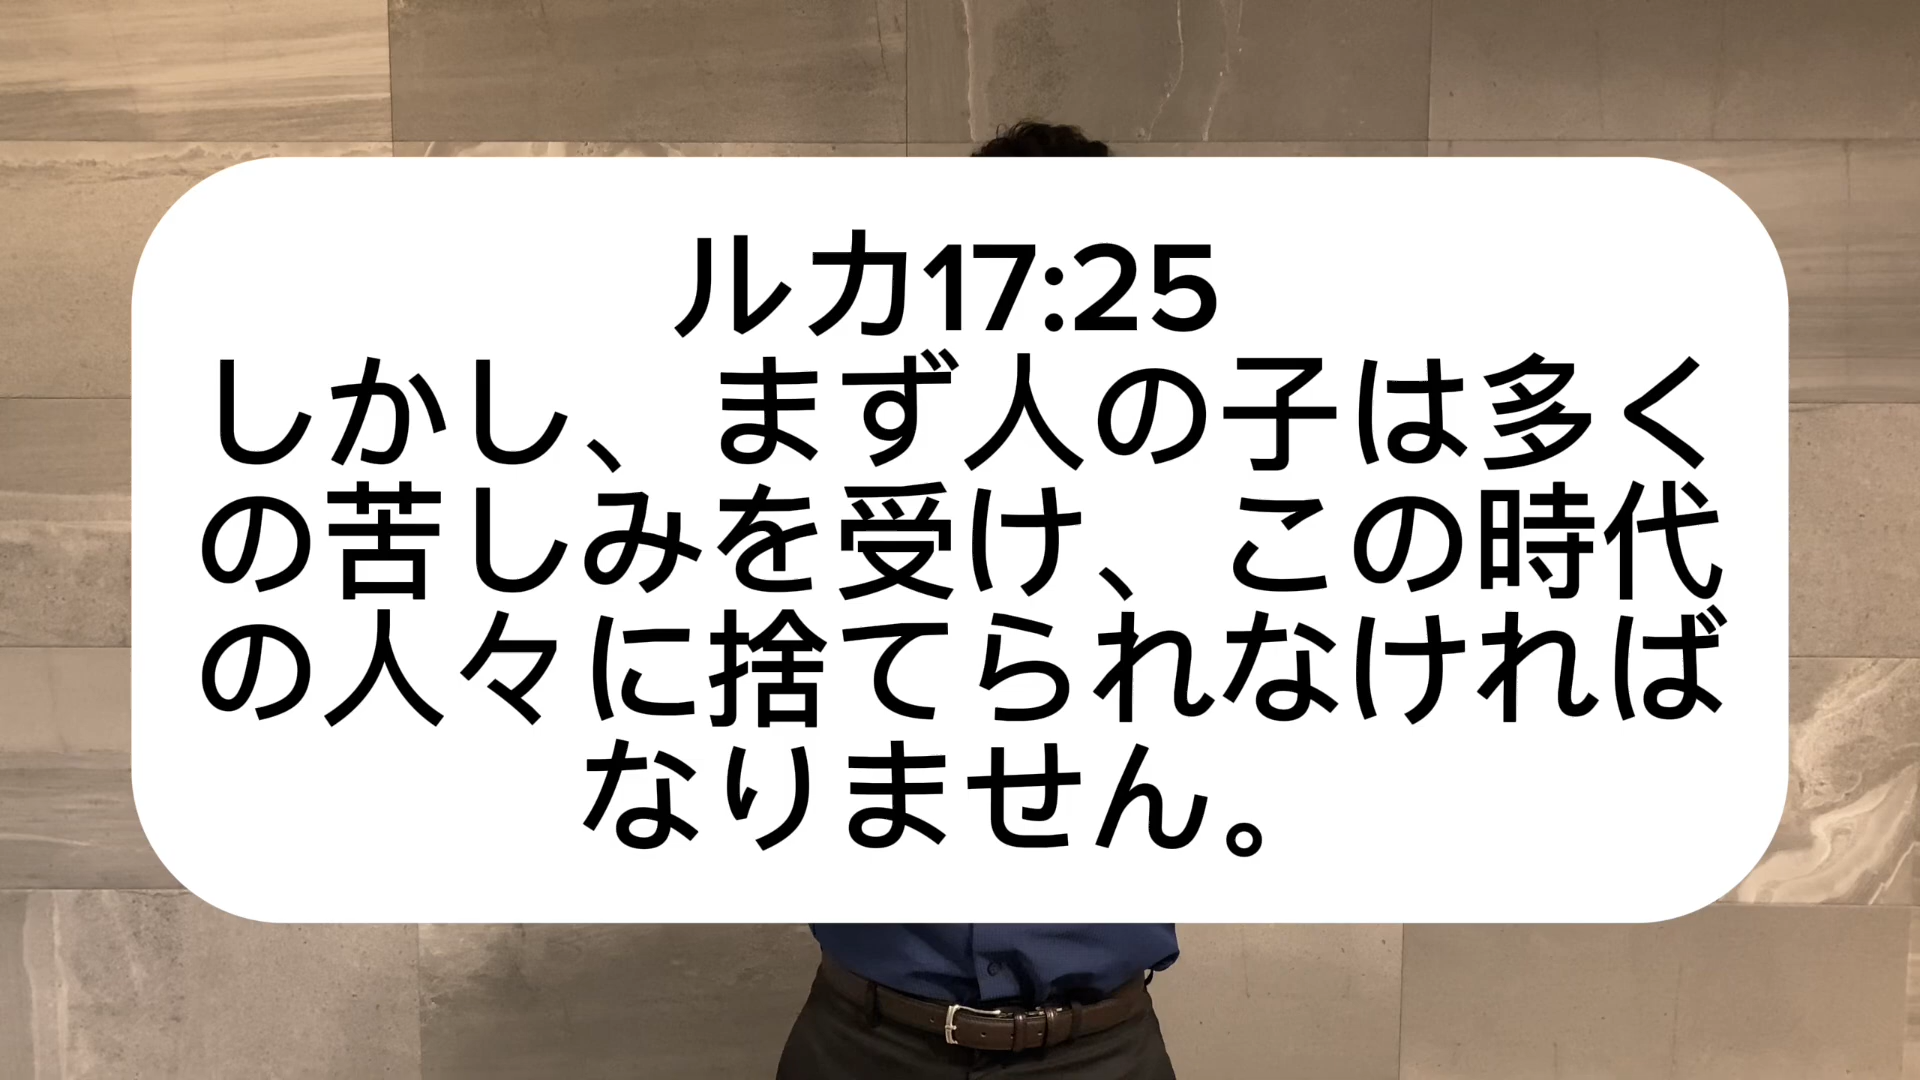 ルカ17:25
しかし、まず人の子は多く
の苦しみを受け、この時代
の人々に捨てられなければ
なりません。